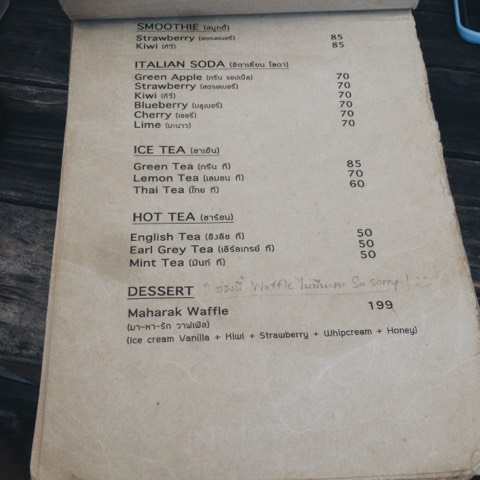 SMOOTHIE (สมูทตี้)
Strawberry (สตรอเบอรี่) 85
Kiwi (กีวี่) 85
ITALIAN SODA (อิตาเลี่ยน โซดา)
Green Apple (กรีน แอปเปิ้ล) 70
Strawberry (สตรอเบอรี่) 70
Kiwi (กีวี่) 70
Blueberry (บลูเบอรี่) 70
Cherry (เชอรี่) 70
Lime (มะนาว) 70
ICE TEA (ชาเย็น)
Green Tea (กรีน ที) 85
Lemon Tea (เลมอน ที) 70
Thai Tea (ไทย ที) 60
HOT TEA (ชาร้อน)
English Tea (อิงลิช ที) 50
Earl Grey Tea (เอิร์ลเกรย์ ที) 50
Mint Tea (มินท์ ที) 50
DESSERT " Waffle So sorry !
Maharak Waffle 199
(มา-หา-รัก วาฟเฟิล)
(Ice cream Vanilla + Kiwi + Strawberry + Whipcream + Honey)